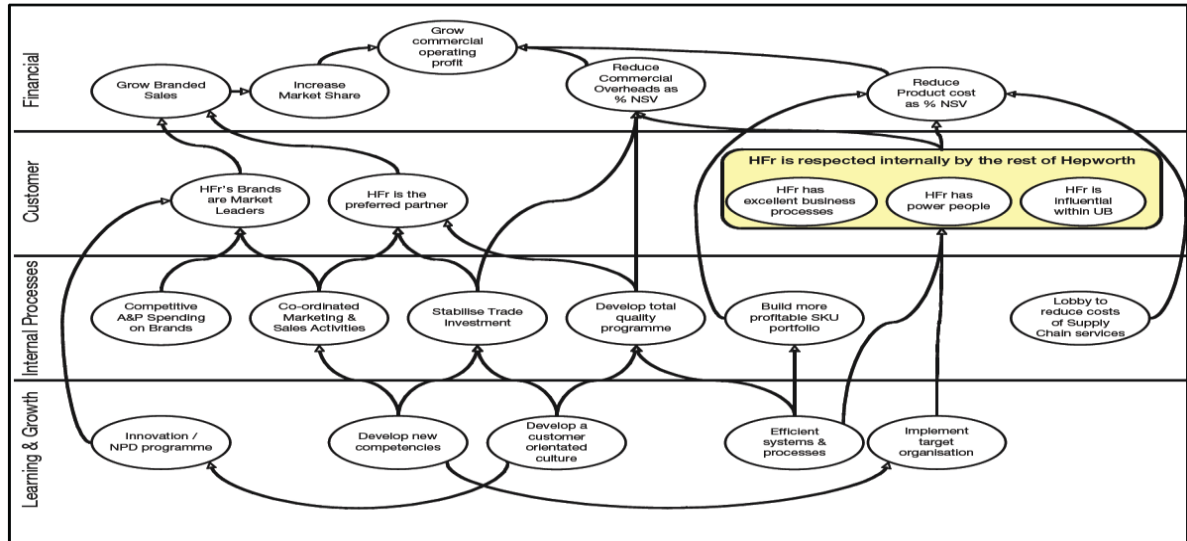 Financial
Grow
commercial
operating
profit
Grow Branded
Sales
Increase
Market Share
Reduce
Commercial
Overheads as
% NSV
Reduce
Product cost
as % NSV
Customer
HFr's Brands
are Market
Leaders
HFr is the
preferred partner
HFr is respected internally by the rest of Hepworth
HFr has
excellent business
processes
HFr has
power people
HFr is
influential
within UB
Internal Processes
Competitive
A&P Spending
on Brands
Co-ordinated
Marketing &
Sales Activities
Stabilise Trade
Investment
Develop total
quality
programme
Build more
profitable SKU
portfolio
Lobby to
reduce costs
of Supply
Chain services
Learning & Growth
Innovation /
NPD programme
Develop new
competencies
Develop a
customer
orientated
culture
Efficient
systems &
processes
Implement
target
organisation